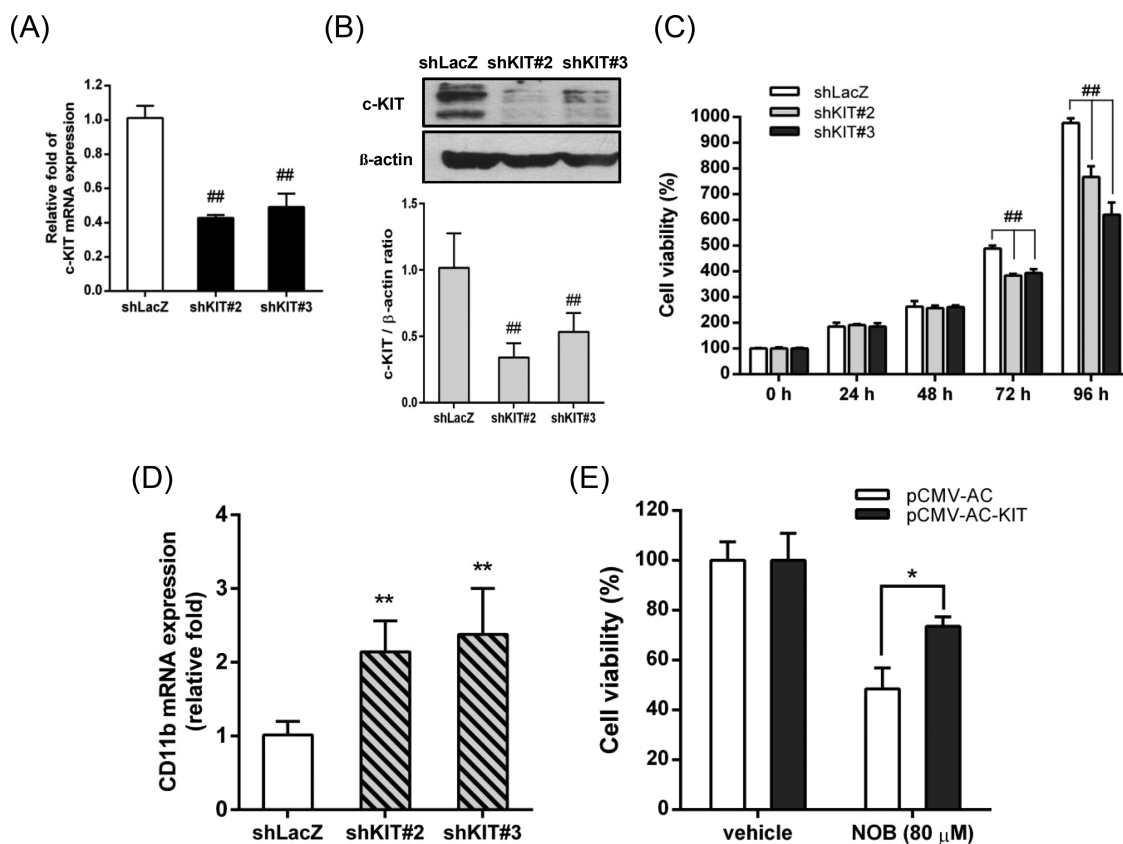 (A)
Relative fold of
c-KIT mRNA expression
1.2
1.0
0.8
0.6
0.4
0.2
0.0
##
##
shLacZ shKIT#2 shKIT#3
(B)
shLacZ shKIT#2 shKIT#3
c-KIT
ß-actin
c-KIT / β-actin ratio
1.5
1.0
0.5
0.0
##
##
shLacZ shKIT#2 shKIT#3
(C)
shLacZ
shKIT#2
shKIT#3
Cell viability (%)
1000
900
800
700
600
500
400
300
200
100
0
##
##
0 h 24 h 48 h 72 h 96 h
(D)
CD11b mRNA expression
(relative fold)
4
3
2
1
0
**
**
shLacZ shKIT#2 shKIT#3
(E)
pCMV-AC
pCMV-AC-KIT
Cell viability (%)
120
100
80
60
40
20
0
*
vehicle NOB (80 μM)